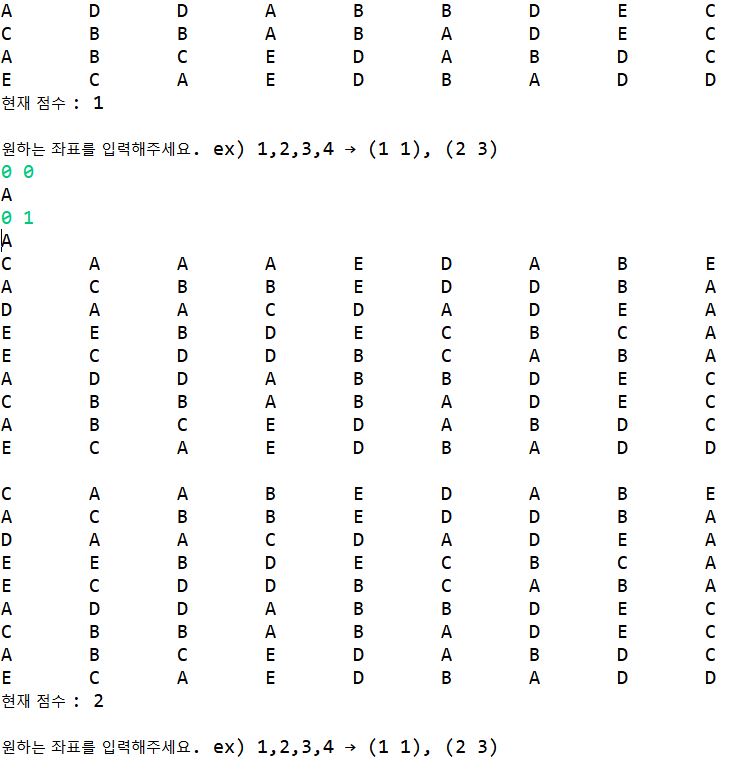 A D D A B B D E C
C B B A B A D E C
A B C E D A B D C
E C A E D B A D D
현재 점수 : 1
원하는 좌표를 입력해주세요. ex) 1,2,3,4 → (1 1), (2 3)
0 0
A
0 1
A
C A A A E D A B E
A C B B E D D B A
D A A C D A D E A
E E B D E C B C A
E C D D B C A B A
A D D A B B D E C
C B B A B A D E C
A B C E D A B D C
E C A E D B A D D
C A A B E D A B E
A C B B E D D B A
D A A C D A D E A
E E B D E C B C A
E C D D B C A B A
A D D A B B D E C
C B B A B A D E C
A B C E D A B D C
E C A E D B A D D
현재 점수 : 2
원하는 좌표를 입력해주세요. ex) 1,2,3,4 → (1 1), (2 3)